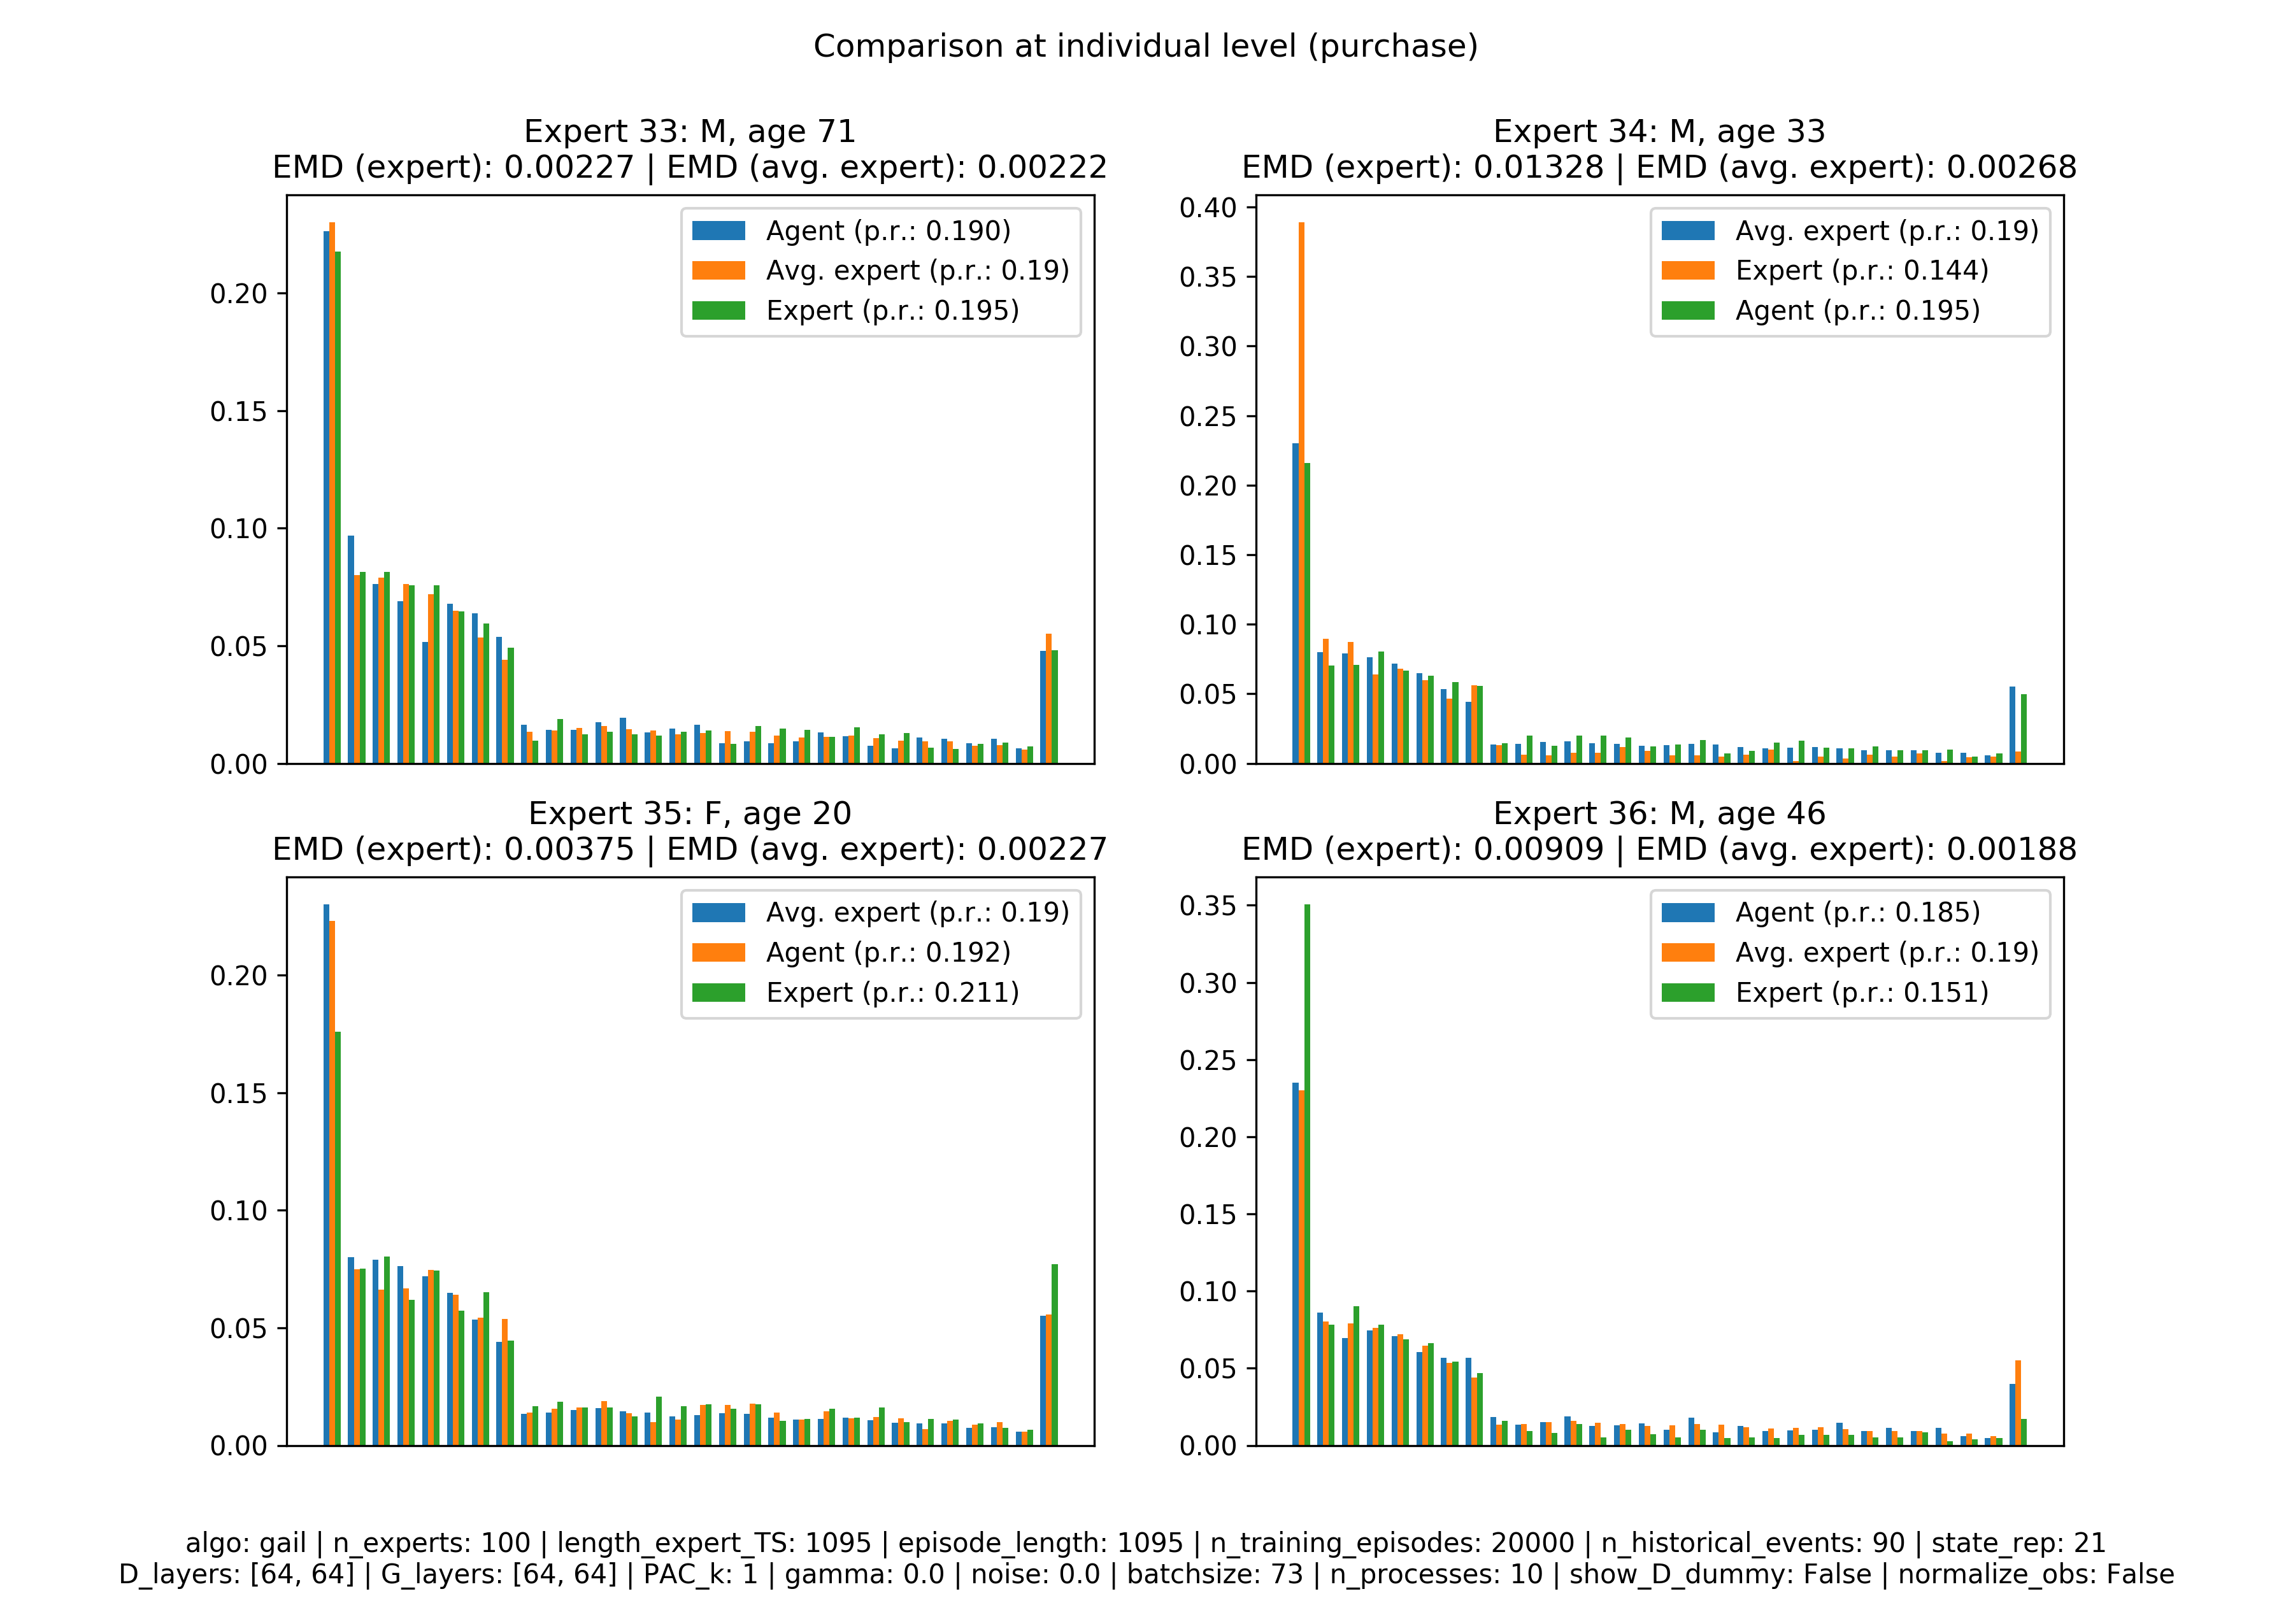 Comparison at individual level (purchase)
Expert 33: M, age 71
EMD (expert): 0.00227 | EMD (avg. expert): 0.00222
0.20
0.15
0.10
0.05
0.00
Agent (p.r.: 0.190)
Avg. expert (p.r.: 0.19)
Expert (p.r.: 0.195)
Expert 34: M, age 33
EMD (expert): 0.01328 | EMD (avg. expert): 0.00268
0.40
0.35
0.30
0.25
0.20
0.15
0.10
0.05
0.00
Avg. expert (p.r.: 0.19)
Expert (p.r.: 0.144)
Agent (p.r.: 0.195)
Expert 35: F, age 20
EMD (expert): 0.00375 | EMD (avg. expert): 0.00227
0.20
0.15
0.10
0.05
0.00
Avg. expert (p.r.: 0.19)
Agent (p.r.: 0.192)
Expert (p.r.: 0.211)
Expert 36: M, age 46
EMD (expert): 0.00909 | EMD (avg. expert): 0.00188
0.35
0.30
0.25
0.20
0.15
0.10
0.05
0.00
Agent (p.r.: 0.185)
Avg. expert (p.r.: 0.19)
Expert (p.r.: 0.151)
algo: gail | n_experts: 100 | length_expert_TS: 1095 | episode_length: 1095 | n_training_episodes: 20000 | n_historical_events: 90 | state_rep: 21
D_layers: [64, 64] | G_layers: [64, 64] | PAC_k: 1 | gamma: 0.0 | noise: 0.0 | batchsize: 73 | n_processes: 10 | show_D_dummy: False | normalize_obs: False